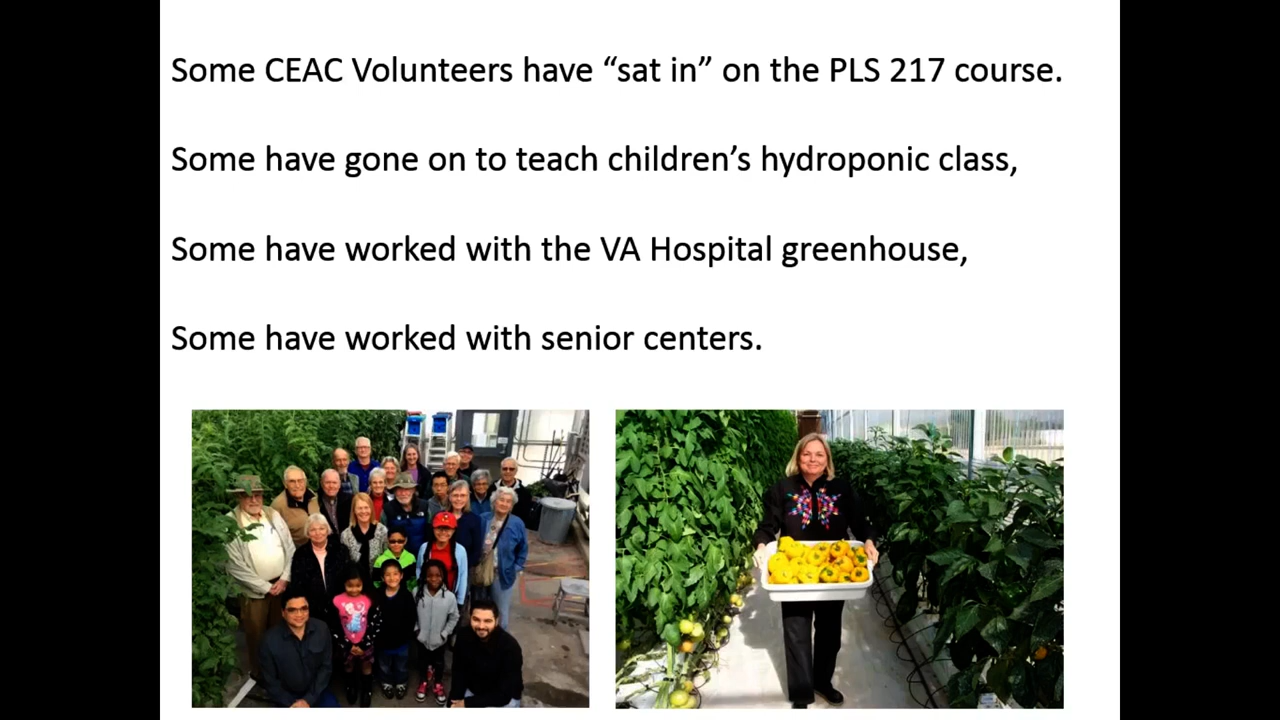 Some CEAC Volunteers have “sat in” on the PLS 217 course.
Some have gone on to teach children’s hydroponic class,
Some have worked with the VA Hospital greenhouse,
Some have worked with senior centers.